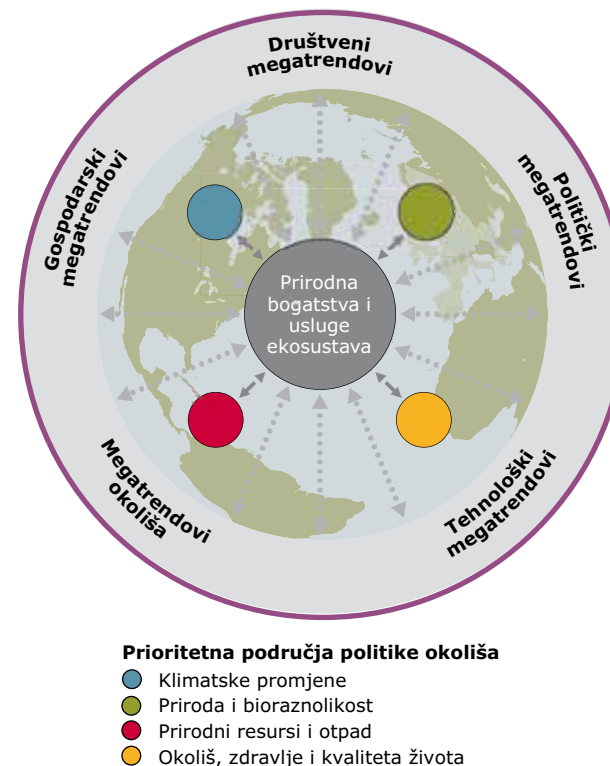 Društveni
megatrendovi
Gospodarski
megatrendovi
Politički
megatrendovi
Prirodna
bogatstva i
usluge
ekosustava
Megatrendovi
okoliša
Tehnološki
megatrendovi
Prioritetna područja politike okoliša
Klimatske promjene
Priroda i bioraznolikost
Prirodni resursi i otpad
Okoliš, zdravlje i kvaliteta života